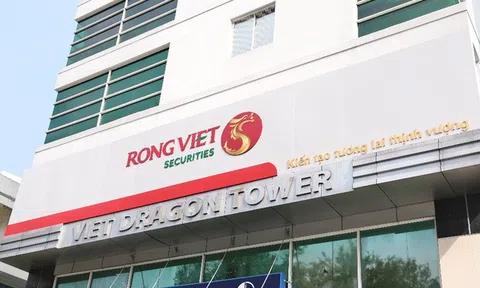 RONG VIET
SECURITIES
Kiến tạo tương lai thịnh vượng
VIET DRAGON TOWER